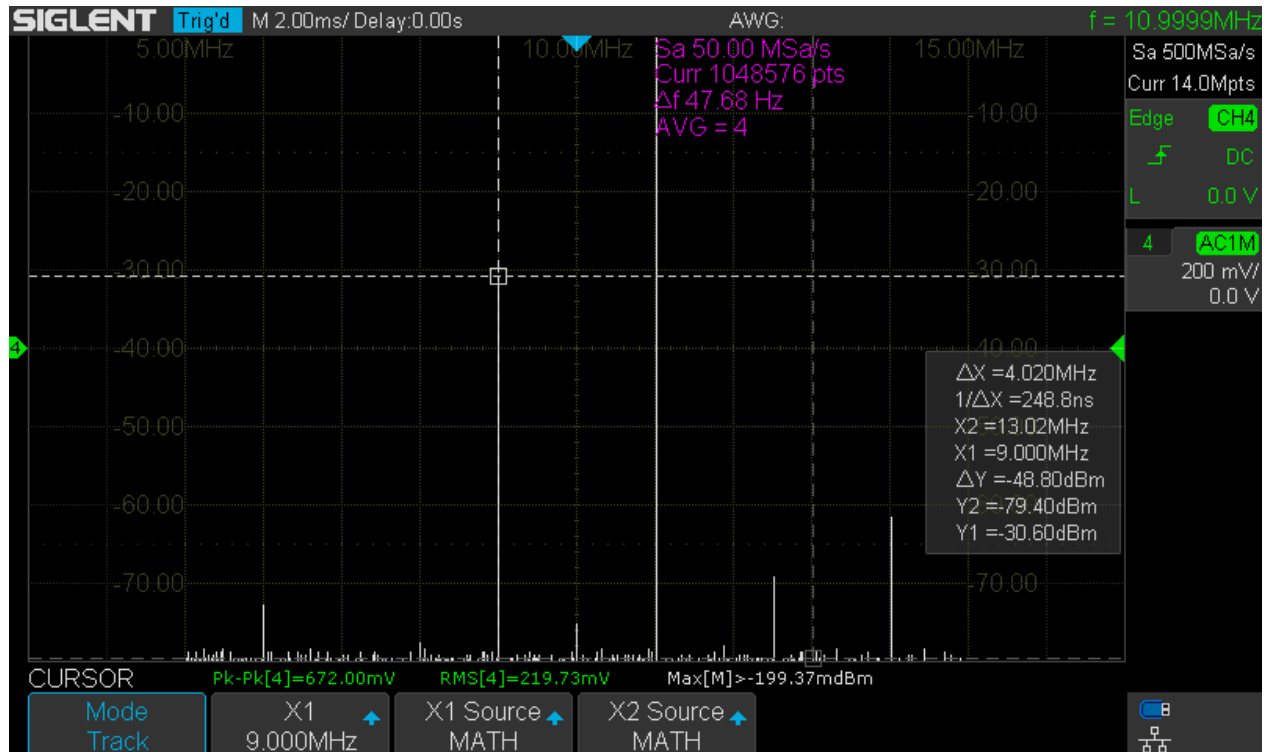 SIGLENT Trig'd M 2.00ms/ Delay:0.00s AWG: f = 10.9999MHz
5.00MHz 10.00MHz 15.00MHz
Sa 50.00 MSa/s
Curr 1048576 pts
Δf 47.68 Hz
AVG = 4
Sa 500MSa/s
Curr 14.0Mpts
Edge CH4
DC
L 0.0 V
4 AC1M
200 mV/
0.0 V
-10.00 -10.00
-20.00 -20.00
-30.00 -30.00
-40.00 -40.00
-50.00
-60.00
-70.00 -70.00
4
ΔX =4.020MHz
1/ΔX =248.8ns
X2 =13.02MHz
X1 =9.000MHz
ΔY =-48.80dBm
Y2 =-79.40dBm
Y1 =-30.60dBm
CURSOR Pk-Pk[4]=672.00mV RMS[4]=219.73mV Max[M]>-199.37mdBm
Mode
Track
X1
9.000MHz
X1 Source
MATH
X2 Source
MATH